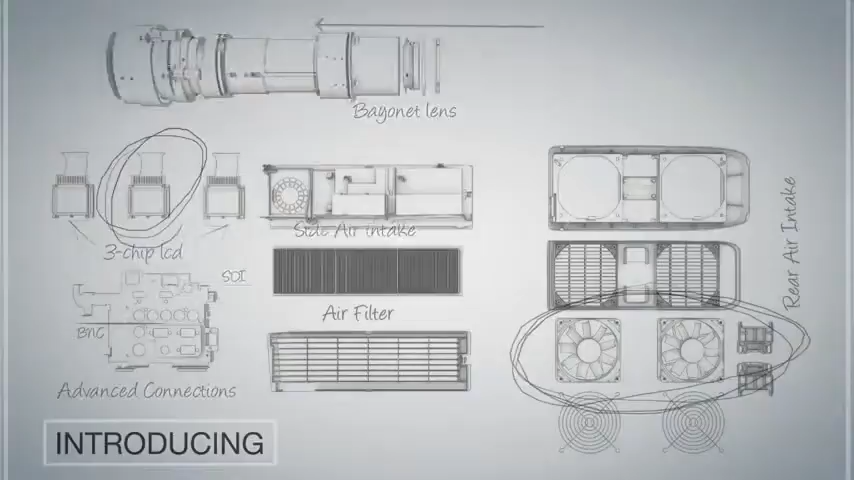 Bayonet lens
3-chip lcd
Side Air intake
SDI
Air Filter
BNC
Advanced Connections
Rear Air Intake
INTRODUCING